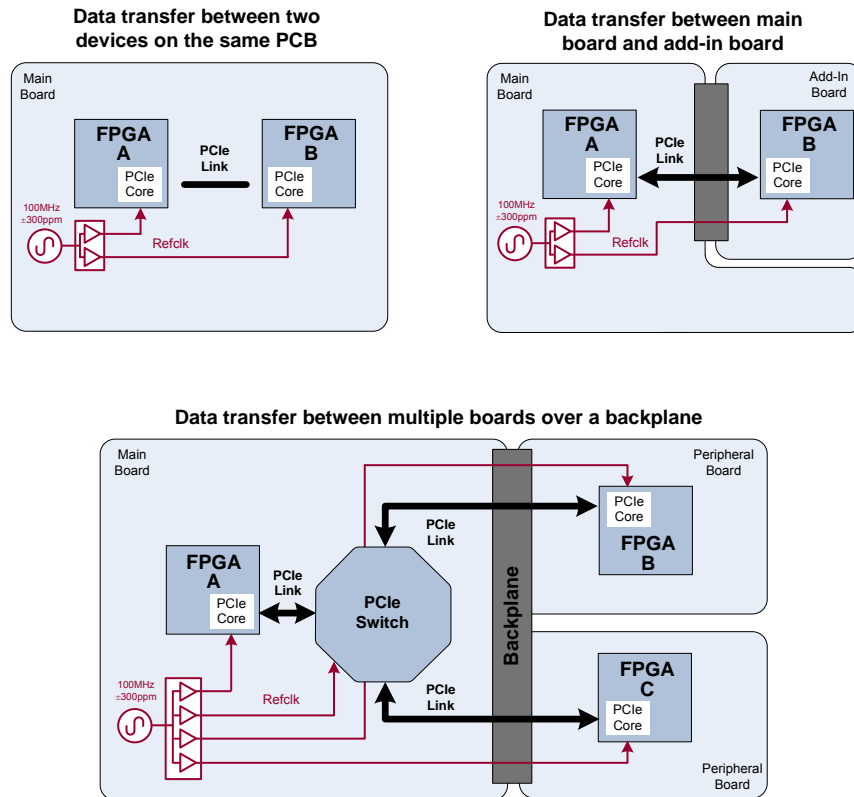 Data transfer between two
devices on the same PCB
Main
Board
FPGA
A
PCIe
Core
PCIe
Link
FPGA
B
PCIe
Core
100MHz
±300ppm
Refclk
Data transfer between main
board and add-in board
Main
Board
Add-In
Board
FPGA
A
PCIe
Core
PCIe
Link
FPGA
B
PCIe
Core
100MHz
±300ppm
Refclk
Data transfer between multiple boards over a backplane
Main
Board
Peripheral
Board
PCIe
Core
FPGA
B
PCIe
Link
FPGA
A
PCIe
Core
PCIe
Link
PCIe
Switch
Backplane
100MHz
±300ppm
Refclk
PCIe
Link
FPGA
C
PCIe
Core
Peripheral
Board